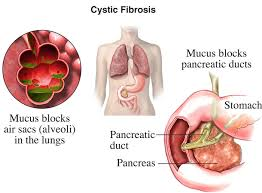 Cystic Fibrosis
Mucus blocks
air sacs (alveoli)
in the lungs
Mucus blocks
pancreatic ducts
Stomach
Pancreatic
duct
Pancreas